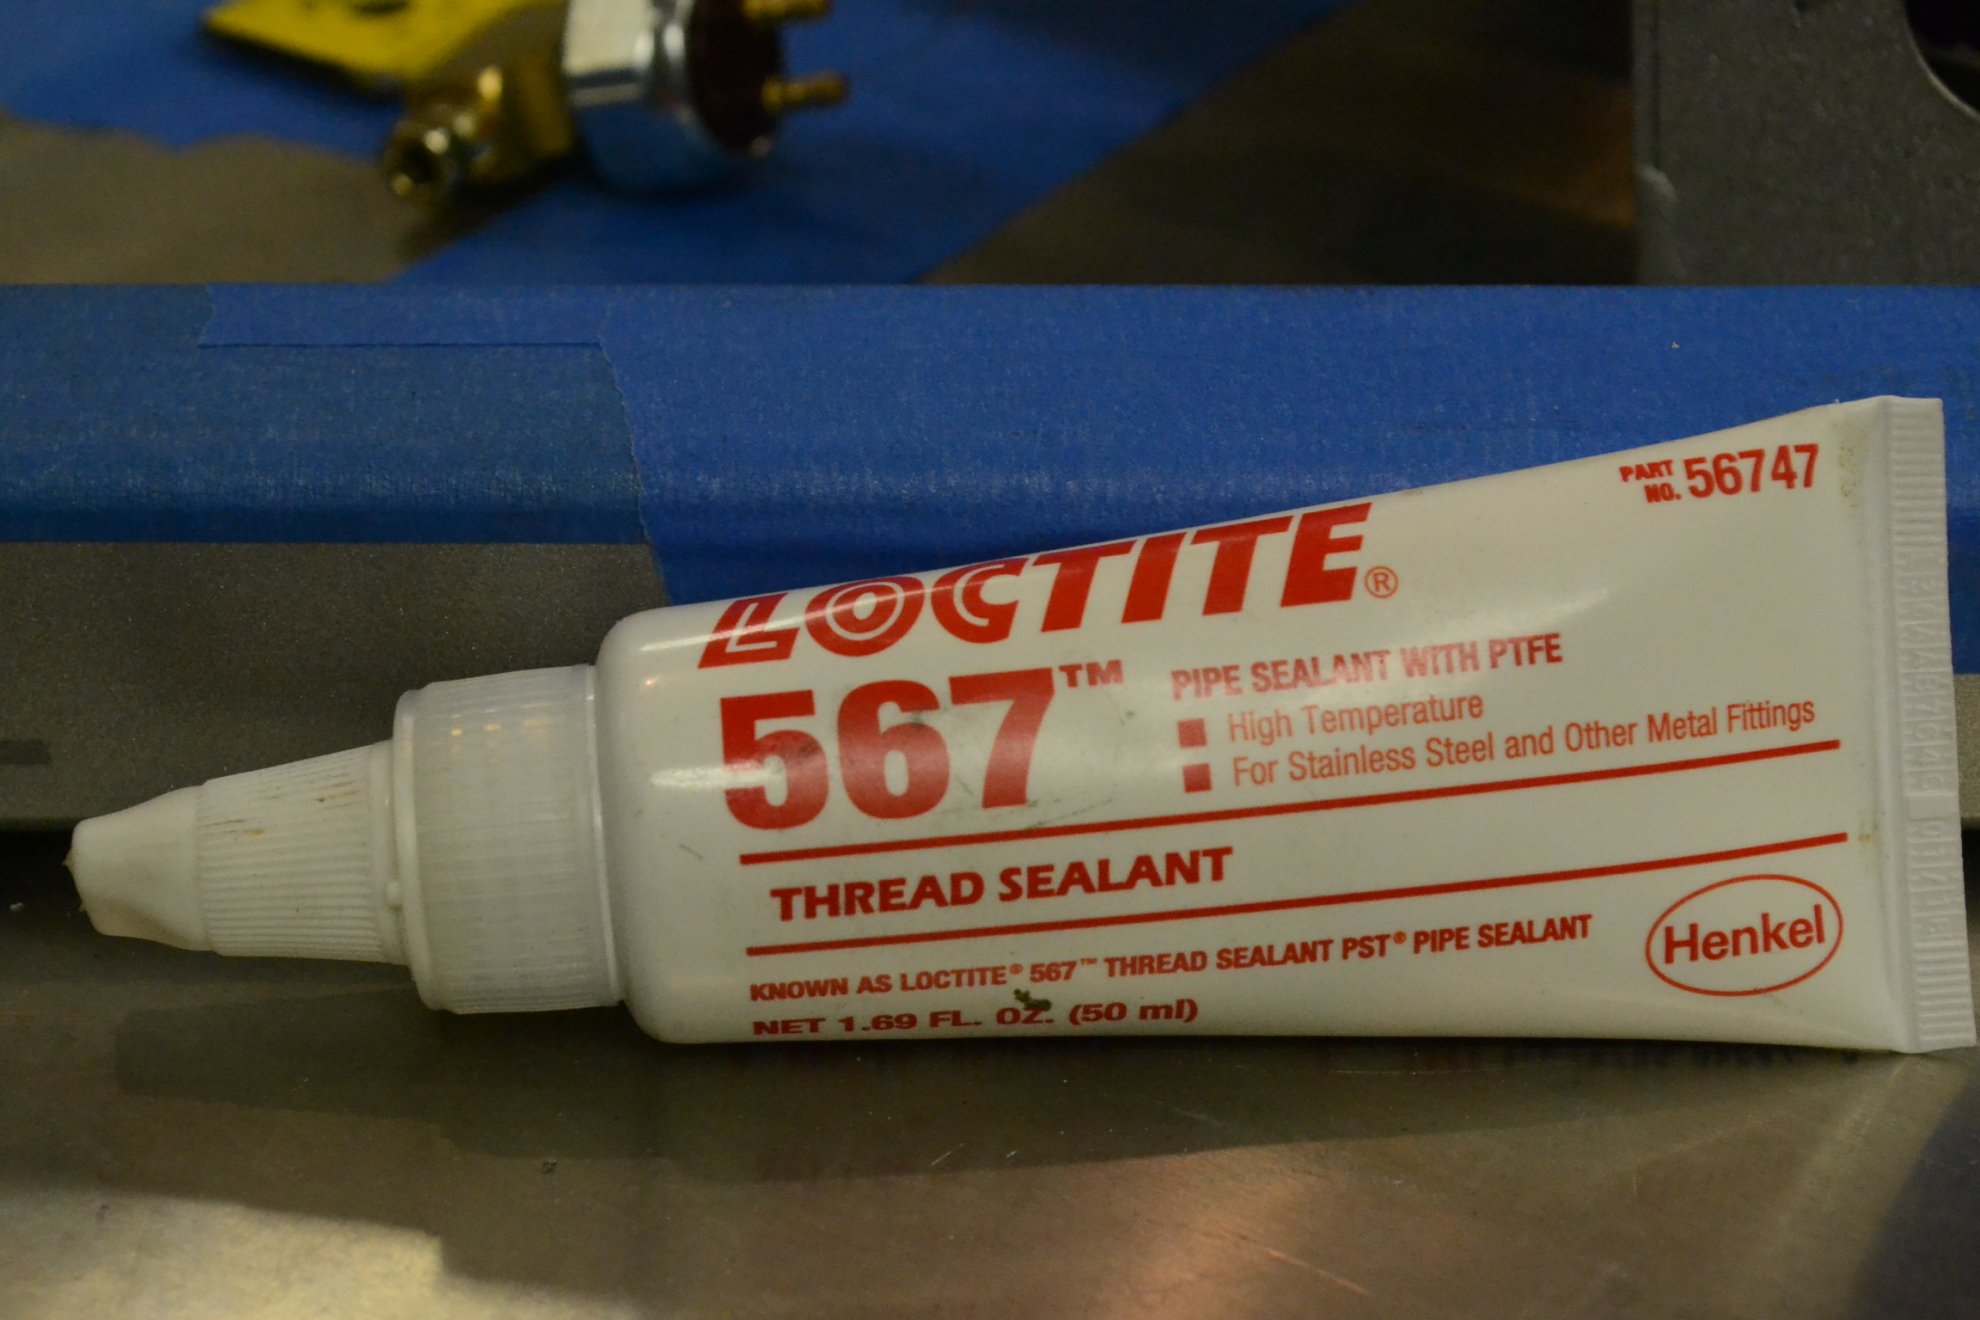 PART NO. 56747
LOCTITE®
567™
PIPE SEALANT WITH PTFE
High Temperature
For Stainless Steel and Other Metal Fittings
THREAD SEALANT
KNOWN AS LOCTITE® 567™ THREAD SEALANT PST® PIPE SEALANT
NET 1.69 FL. OZ. (50 ml)
Henkel